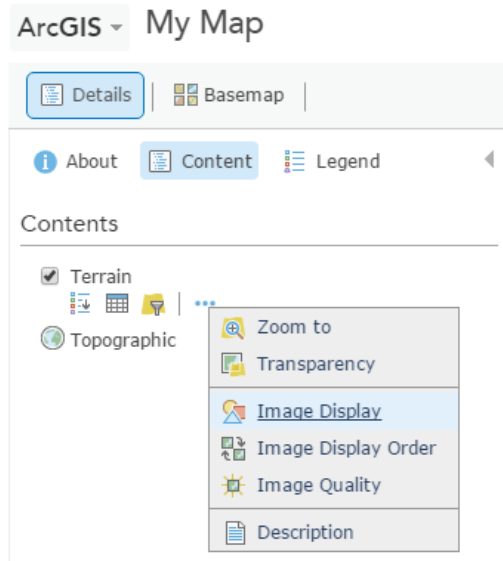 ArcGIS My Map
Details Basemap
About Content Legend
Contents
Terrain
Topographic
Zoom to
Transparency
Image Display
Image Display Order
Image Quality
Description